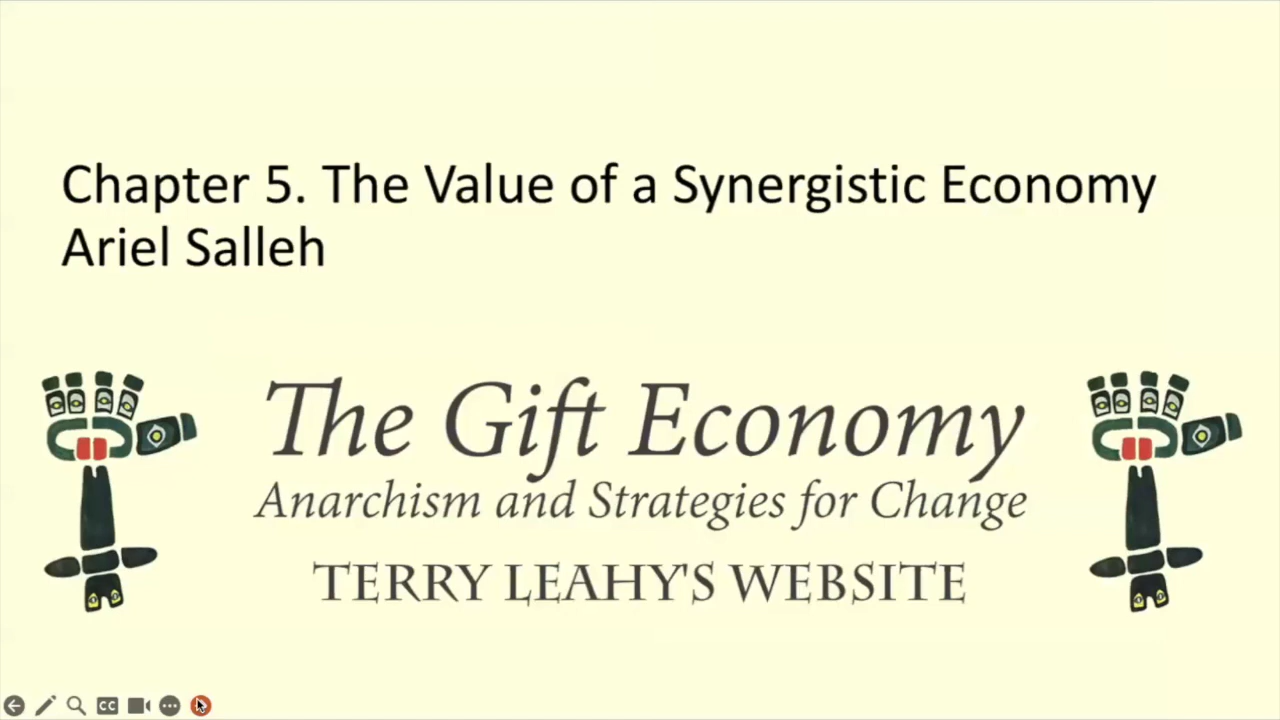 Chapter 5. The Value of a Synergistic Economy
Ariel Salleh
The Gift Economy
Anarchism and Strategies for Change
TERRY LEAHY'S WEBSITE
CC